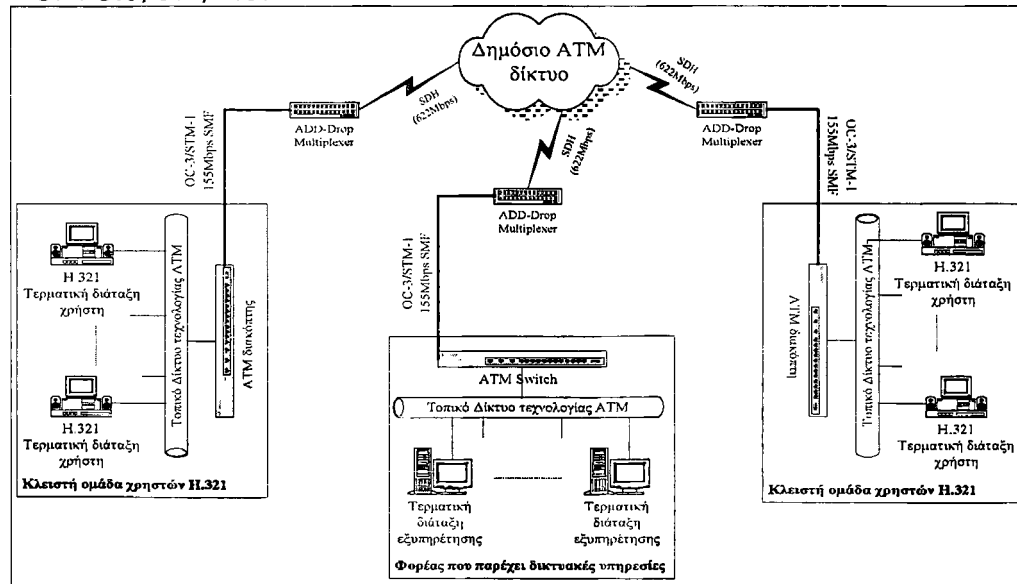 Δημόσιο ATM
δίκτυο
SDH
(622Mbps)
SDH
(622Mbps)
SDH
(622Mbps)
ADD-Drop
Multiplexer
ADD-Drop
Multiplexer
ADD-Drop
Multiplexer
OC-3/STM-1
155Mbps SMF
OC-3/STM-1
155Mbps SMF
OC-3/STM-1
155Mbps SMF
H 321
Τερματική διάταξη
χρήστη
H.321
Τερματική διάταξη
χρήστη
Τοπικό Δίκτυο τεχνολογίας ATM
ATM διακόπτης
Κλειστή ομάδα χρηστών H.321
ATM Switch
Τοπικό Δίκτυο τεχνολογίας ATM
Τερματική
διάταξη
εξυπηρέτησης
Τερματική
διάταξη
εξυπηρέτησης
Φορέας που παρέχει δικτυακές υπηρεσίες
ATM διακόπτη
Τοπικό Δίκτυο τεχνολογίας ATM
H.321
Τερματική διάταξη
χρήστη
H.321
Τερματική διάταξη
χρήστη
Κλειστή ομάδα χρηστών H.321